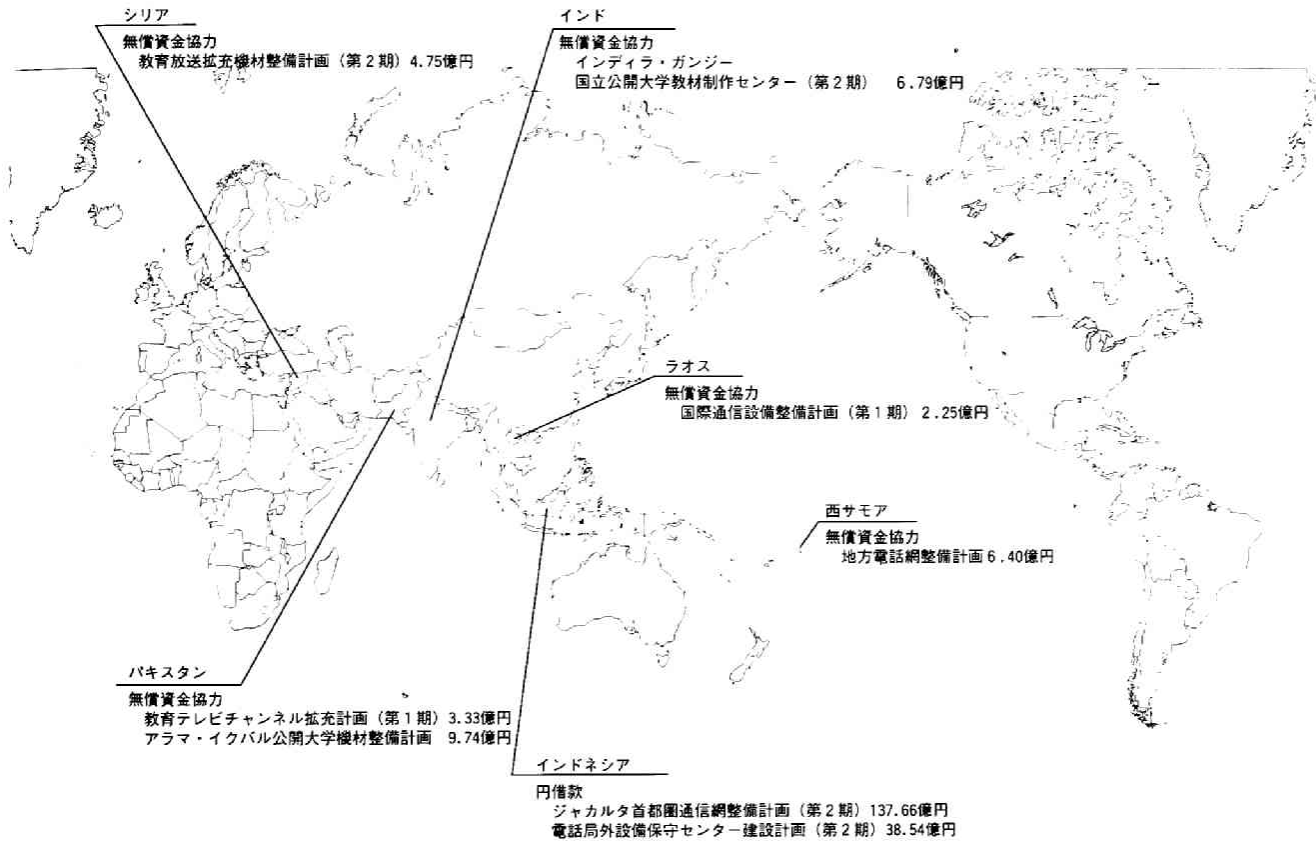 シリア
無償資金協力
教育放送拡充機材整備計画（第2期）4.75億円
インド
無償資金協力
インディラ・ガンジー
国立公開大学教材制作センター（第2期） 6.79億円
ラオス
無償資金協力
国際通信設備整備計画（第1期）2.25億円
西サモア
無償資金協力
地方電話網整備計画 6.40億円
パキスタン
無償資金協力
教育テレビチャンネル拡充計画（第1期）3.33億円
アラマ・イクバル公開大学機材整備計画 9.74億円
インドネシア
円借款
ジャカルタ首都圏通信網整備計画（第2期）137.66億円
電話局外設備保守センター建設計画（第2期）38.54億円